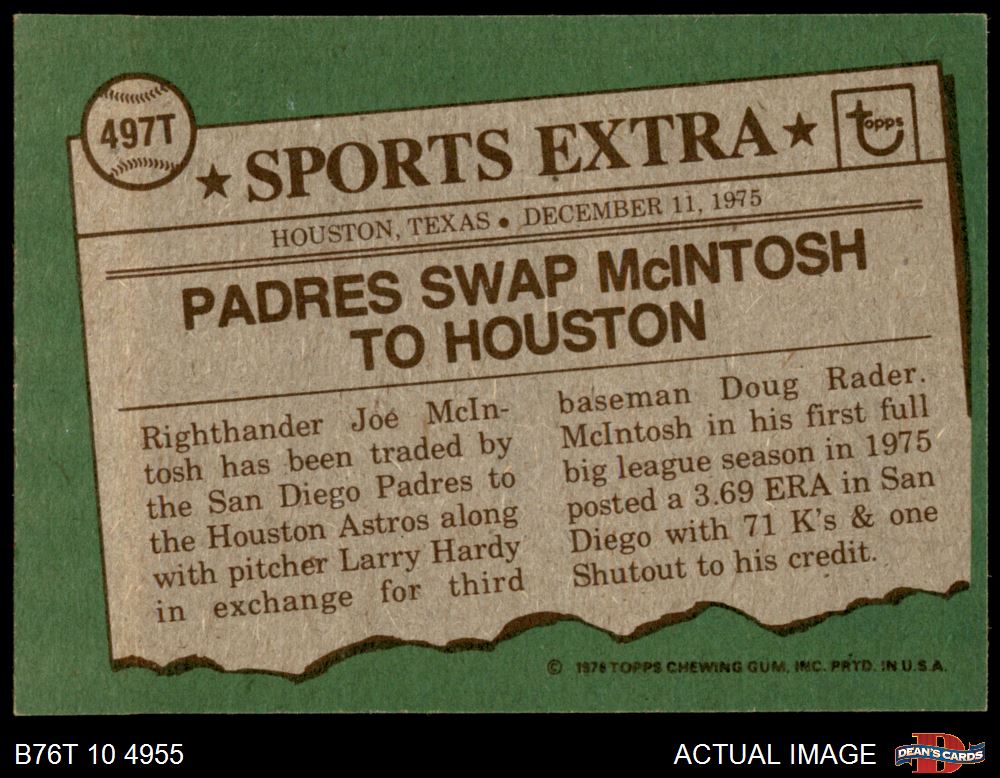 497T
★ SPORTS EXTRA ★
topps
HOUSTON, TEXAS • DECEMBER 11, 1975
PADRES SWAP McINTOSH
TO HOUSTON
Righthander Joe McIn-
tosh has been traded by
the San Diego Padres to
the Houston Astros along
with pitcher Larry Hardy
in exchange for third
baseman Doug Rader.
McIntosh in his first full
big league season in 1975
posted a 3.69 ERA in San
Diego with 71 K's & one
Shutout to his credit.
© 1976 TOPPS CHEWING GUM, INC. PRTD. IN U.S.A.
B76T 10 4955
ACTUAL IMAGE
DEAN'S CARDS